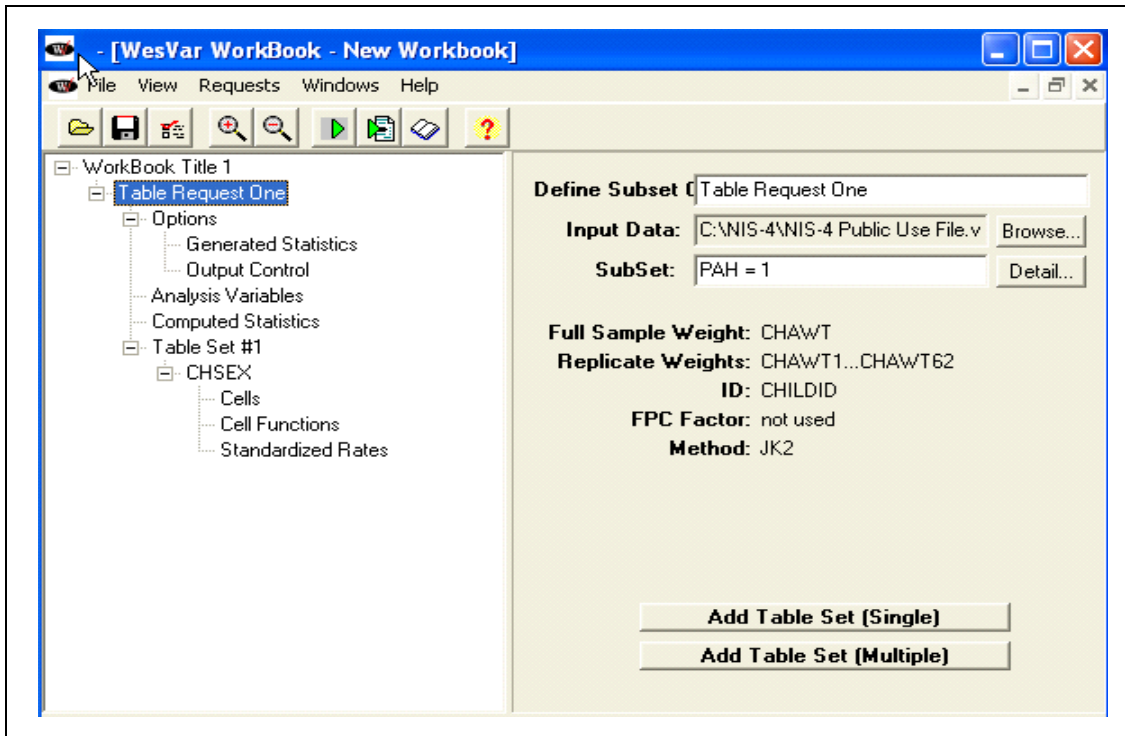 - [WesVar WorkBook - New Workbook]
File View Requests Windows Help
WorkBook Title 1
Table Request One
Options
Generated Statistics
Output Control
Analysis Variables
Computed Statistics
Table Set #1
CHSEX
Cells
Cell Functions
Standardized Rates
Define Subset Table Request One
Input Data: C:\NIS-4\NIS-4 Public Use File.v Browse...
SubSet: PAH = 1 Detail...
Full Sample Weight: CHAWT
Replicate Weights: CHAWT1...CHAWT62
ID: CHILDID
FPC Factor: not used
Method: JK2
Add Table Set (Single)
Add Table Set (Multiple)